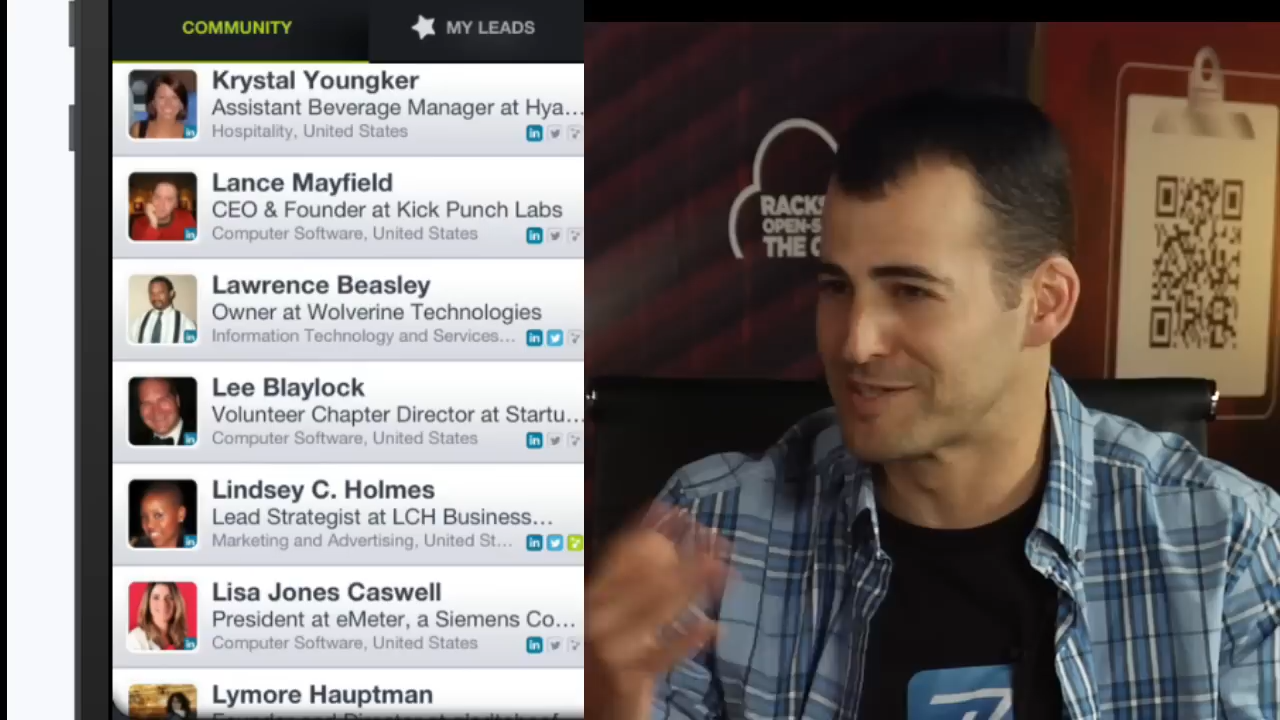 COMMUNITY
MY LEADS
Krystal Youngker
Assistant Beverage Manager at Hya...
Hospitality, United States
Lance Mayfield
CEO & Founder at Kick Punch Labs
Computer Software, United States
Lawrence Beasley
Owner at Wolverine Technologies
Information Technology and Services...
Lee Blaylock
Volunteer Chapter Director at Startu...
Computer Software, United States
Lindsey C. Holmes
Lead Strategist at LCH Business...
Marketing and Advertising, United St...
Lisa Jones Caswell
President at eMeter, a Siemens Co...
Computer Software, United States
Lymore Hauptman
RACKS
OPEN-S
THE C